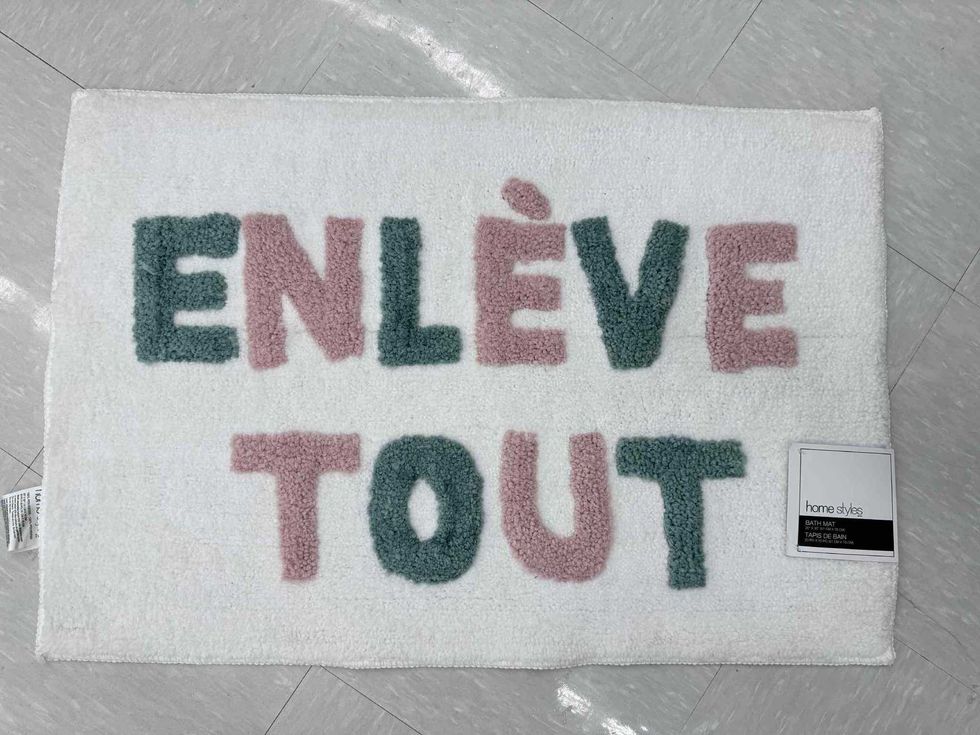 ENLÈVE
TOUT
home styles
BATH MAT
TAPIS DE BAIN